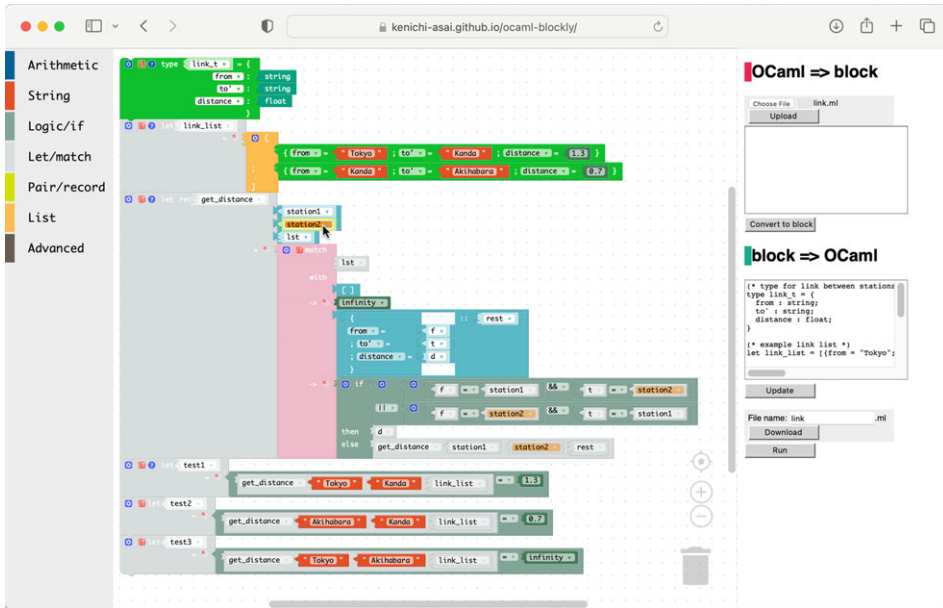 kenichi-asai.github.io/ocaml-blockly/
Arithmetic
String
Logic/if
Let/match
Pair/record
List
Advanced
type link_t = {
from : string
to' : string
distance : float
}
let link_list
= [
{ from = " Tokyo " ; to' = " Kanda " ; distance = 1.3 }
; { from = " Kanda " ; to' = " Akihabara " ; distance = 0.7 }
]
let rec get_distance
station1
station2
lst
= match
lst
with
[ ]
-> infinity
{ :: rest
from = f
; to' = t
; distance = d
}
-> if f = station1 && t = station2
|| f = station2 && t = station1
then d
else get_distance station1 station2 rest
let test1
= get_distance " Tokyo " " Kanda " link_list = 1.3
let test2
= get_distance " Akihabara " " Kanda " link_list = 0.7
let test3
= get_distance " Tokyo " " Akihabara " link_list = infinity
OCaml => block
Choose File link.ml
Upload
Convert to block
block => OCaml
(* type for link between stations
type link_t = {
from : string;
to' : string;
distance : float;
}
(* example link list *)
let link_list = [{from = "Tokyo";
Update
File name: link .ml
Download
Run